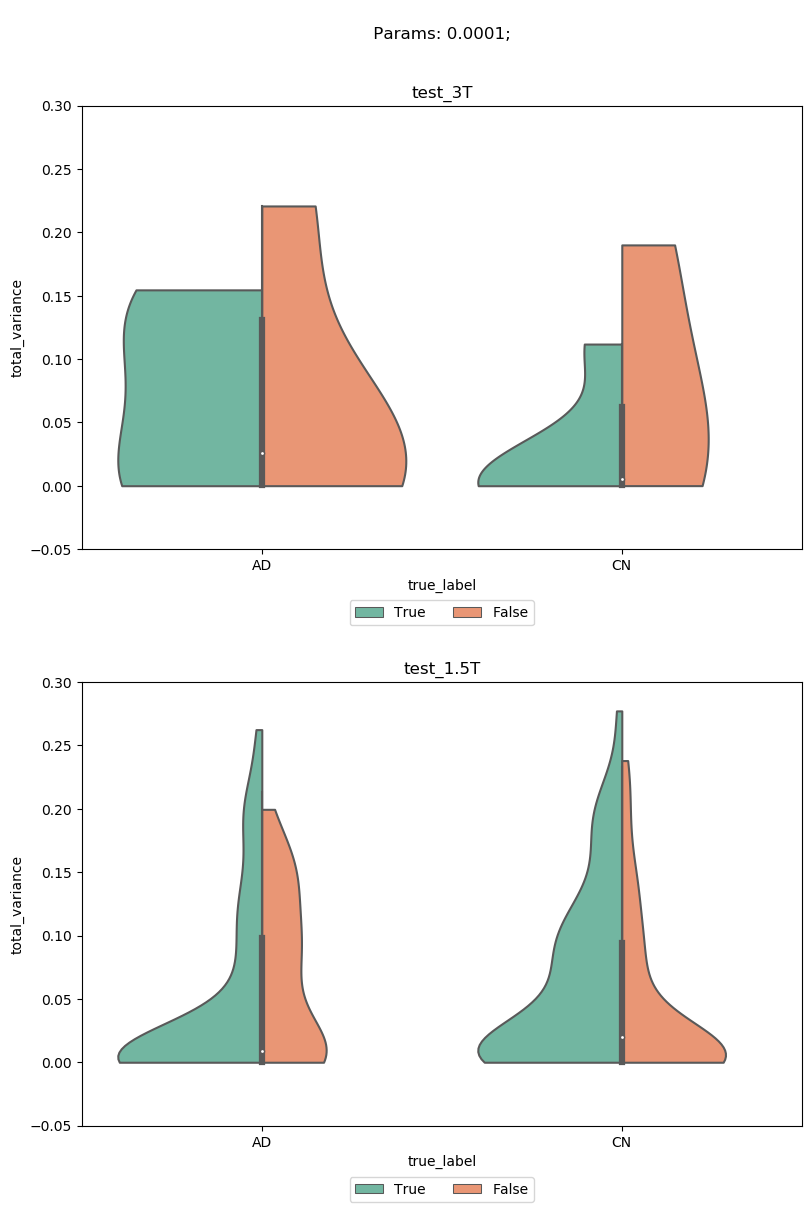 Params: 0.0001;
test_3T
0.30
0.25
0.20
0.15
0.10
0.05
0.00
−0.05
total_variance
AD CN
true_label
True False
test_1.5T
0.30
0.25
0.20
0.15
0.10
0.05
0.00
−0.05
total_variance
AD CN
true_label
True False